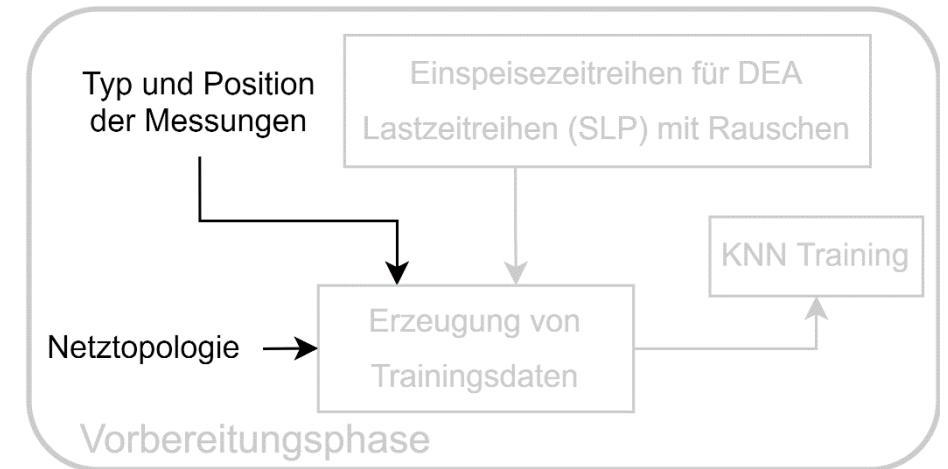 Typ und Position
der Messungen
Einspeisezeitreihen für DEA
Lastzeitreihen (SLP) mit Rauschen
KNN Training
Netztopologie
Erzeugung von
Trainingsdaten
Vorbereitungsphase